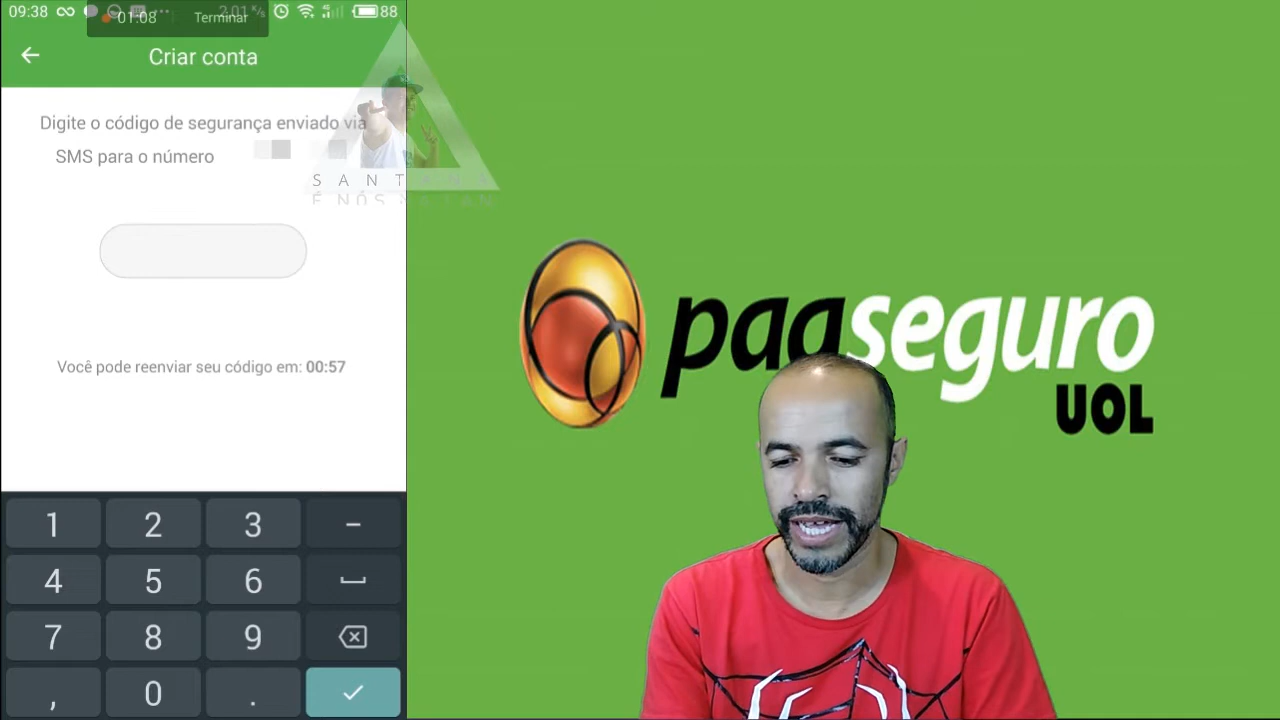 09:38
88
01:08 Terminar
Criar conta
Digite o código de segurança enviado via
SMS para o número
SANTANA
Você pode reenviar seu código em: 00:57
pagseguro
UOL
1 2 3 -
4 5 6
7 8 9
, 0 .